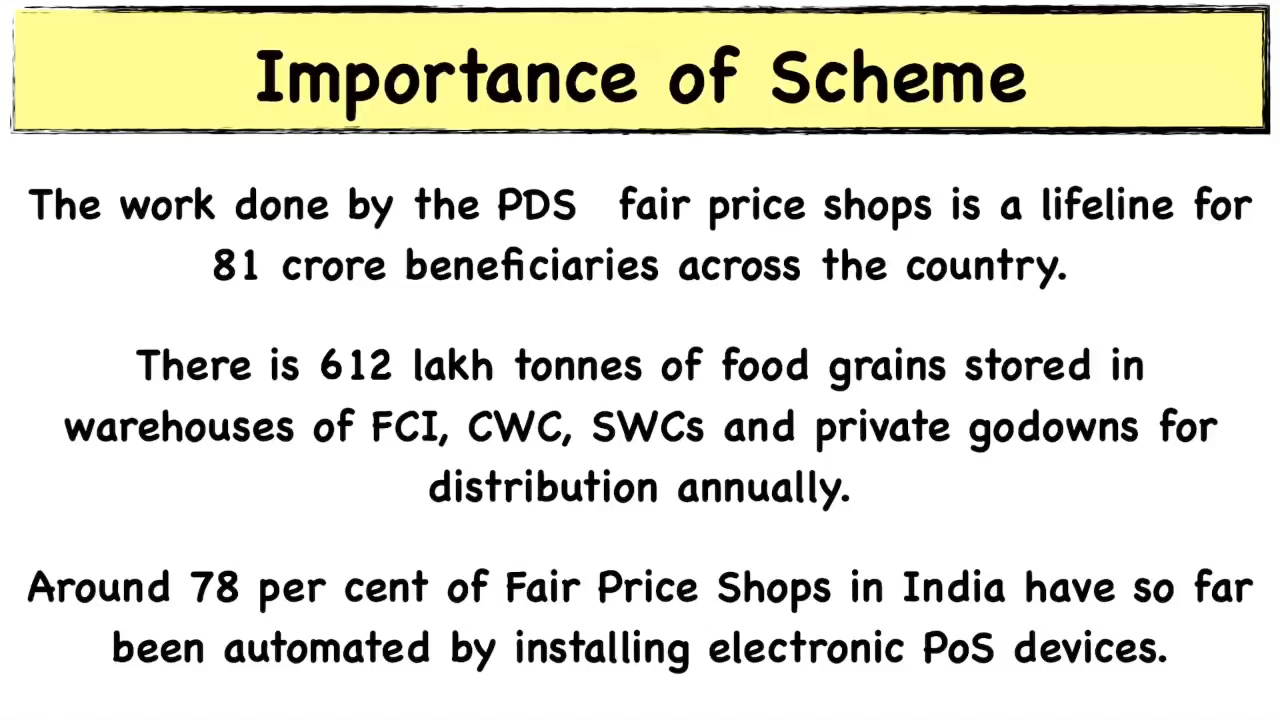 Importance of Scheme
The work done by the PDS fair price shops is a lifeline for
81 crore beneficiaries across the country.
There is 612 lakh tonnes of food grains stored in
warehouses of FCI, CWC, SWCs and private godowns for
distribution annually.
Around 78 per cent of Fair Price Shops in India have so far
been automated by installing electronic PoS devices.